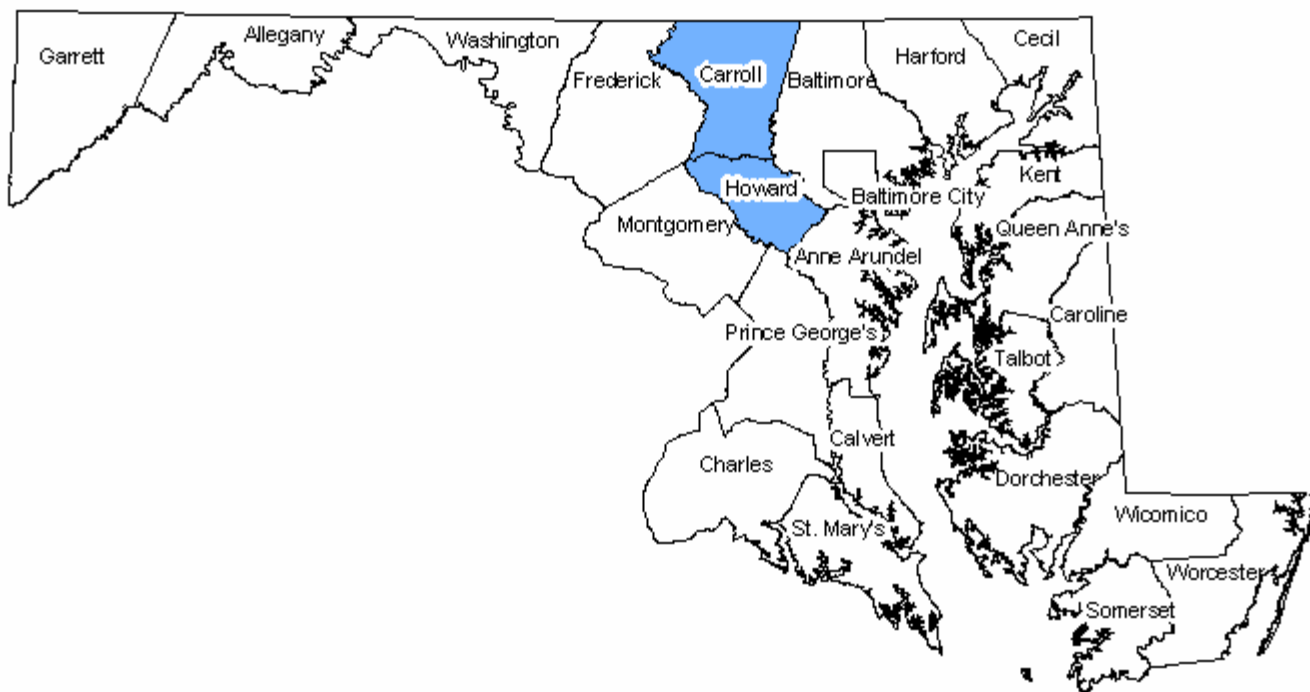 Garrett
Allegany
Washington
Frederick
Carroll
Baltimore
Harford
Cecil
Kent
Howard
Baltimore City
Montgomery
Queen Anne's
Anne Arundel
Caroline
Prince George's
Talbot
Calvert
Charles
Dorchester
St. Mary's
Wicomico
Worcester
Somerset